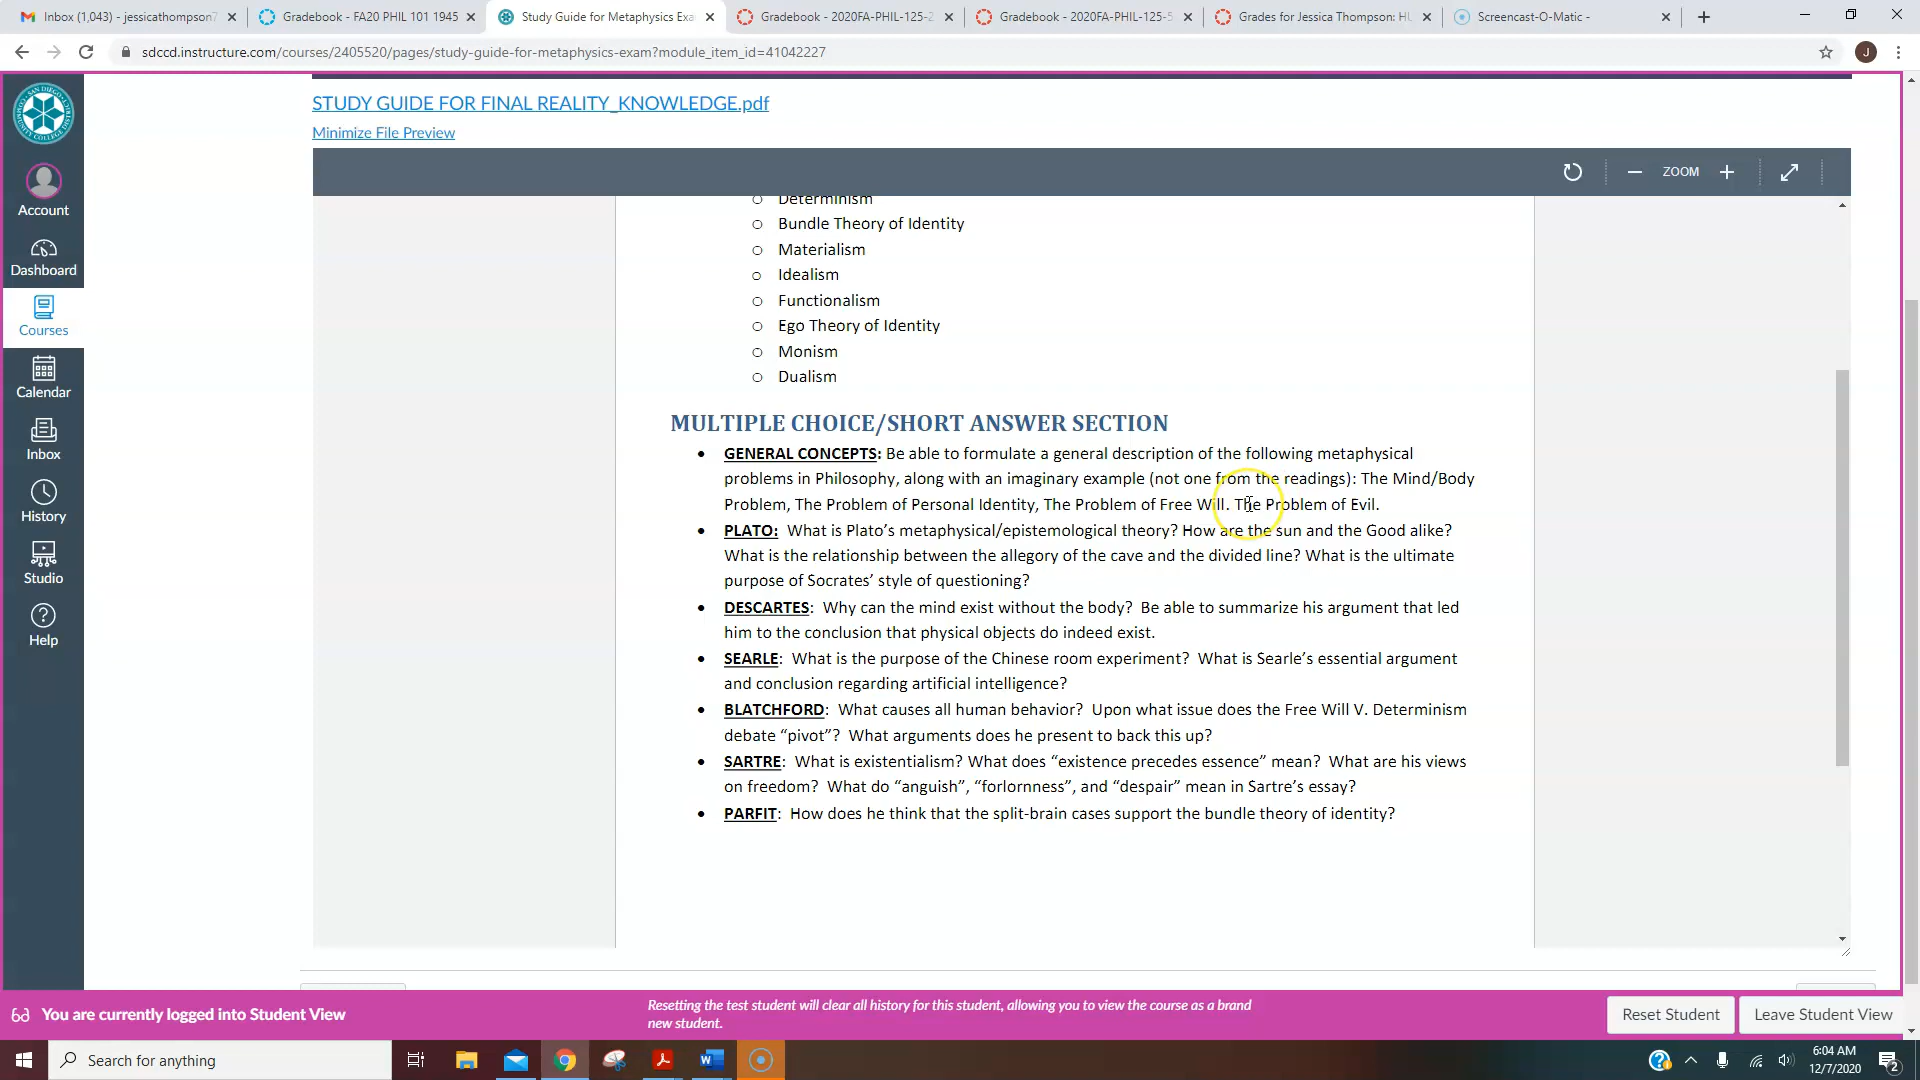 Inbox (1,043) - jessicathompson7
Gradebook - FA20 PHIL 101 1945
Study Guide for Metaphysics Exa
Gradebook - 2020FA-PHIL-125-2
Gradebook - 2020FA-PHIL-125-5
Grades for Jessica Thompson: HU
Screencast-O-Matic -
sdccd.instructure.com/courses/2405520/pages/study-guide-for-metaphysics-exam?module_item_id=41042227
J
STUDY GUIDE FOR FINAL REALITY_KNOWLEDGE.pdf
Minimize File Preview
ZOOM
Account
Dashboard
Courses
Calendar
Inbox
History
Studio
Help
○ Determinism
○ Bundle Theory of Identity
○ Materialism
○ Idealism
○ Functionalism
○ Ego Theory of Identity
○ Monism
○ Dualism
MULTIPLE CHOICE/SHORT ANSWER SECTION
• GENERAL CONCEPTS: Be able to formulate a general description of the following metaphysical
problems in Philosophy, along with an imaginary example (not one from the readings): The Mind/Body
Problem, The Problem of Personal Identity, The Problem of Free Will. The Problem of Evil.
• PLATO: What is Plato’s metaphysical/epistemological theory? How are the sun and the Good alike?
What is the relationship between the allegory of the cave and the divided line? What is the ultimate
purpose of Socrates’ style of questioning?
• DESCARTES: Why can the mind exist without the body? Be able to summarize his argument that led
him to the conclusion that physical objects do indeed exist.
• SEARLE: What is the purpose of the Chinese room experiment? What is Searle’s essential argument
and conclusion regarding artificial intelligence?
• BLATCHFORD: What causes all human behavior? Upon what issue does the Free Will V. Determinism
debate “pivot”? What arguments does he present to back this up?
• SARTRE: What is existentialism? What does “existence precedes essence” mean? What are his views
on freedom? What do “anguish”, “forlornness”, and “despair” mean in Sartre’s essay?
• PARFIT: How does he think that the split-brain cases support the bundle theory of identity?
You are currently logged into Student View
Resetting the test student will clear all history for this student, allowing you to view the course as a brand
new student.
Reset Student
Leave Student View
Search for anything
6:04 AM
12/7/2020
2